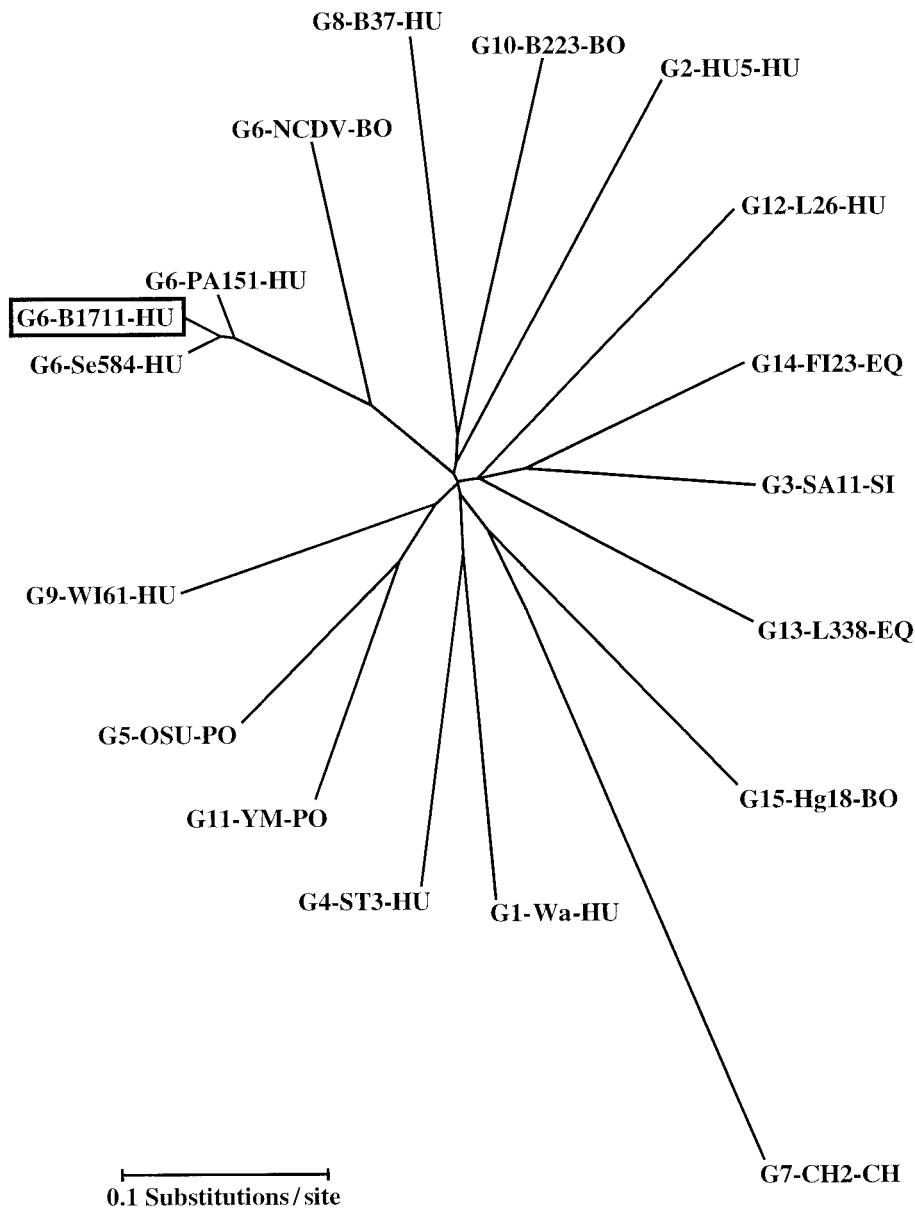 G8-B37-HU
G10-B223-BO
G2-HU5-HU
G6-NCDV-BO
G12-L26-HU
G6-PA151-HU
G6-B1711-HU
G6-Se584-HU
G14-FI23-EQ
G3-SA11-SI
G9-WI61-HU
G13-L338-EQ
G5-OSU-PO
G15-Hg18-BO
G11-YM-PO
G4-ST3-HU
G1-Wa-HU
G7-CH2-CH
0.1 Substitutions/site